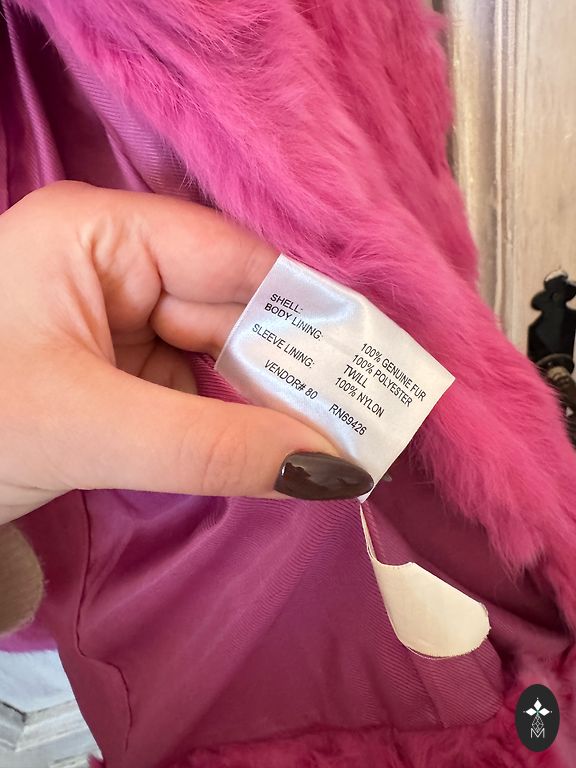 SHELL: 100% GENUINE FUR
BODY LINING: 100% POLYESTER
TWILL
SLEEVE LINING: 100% NYLON
VENDOR# 80 RN69426
M